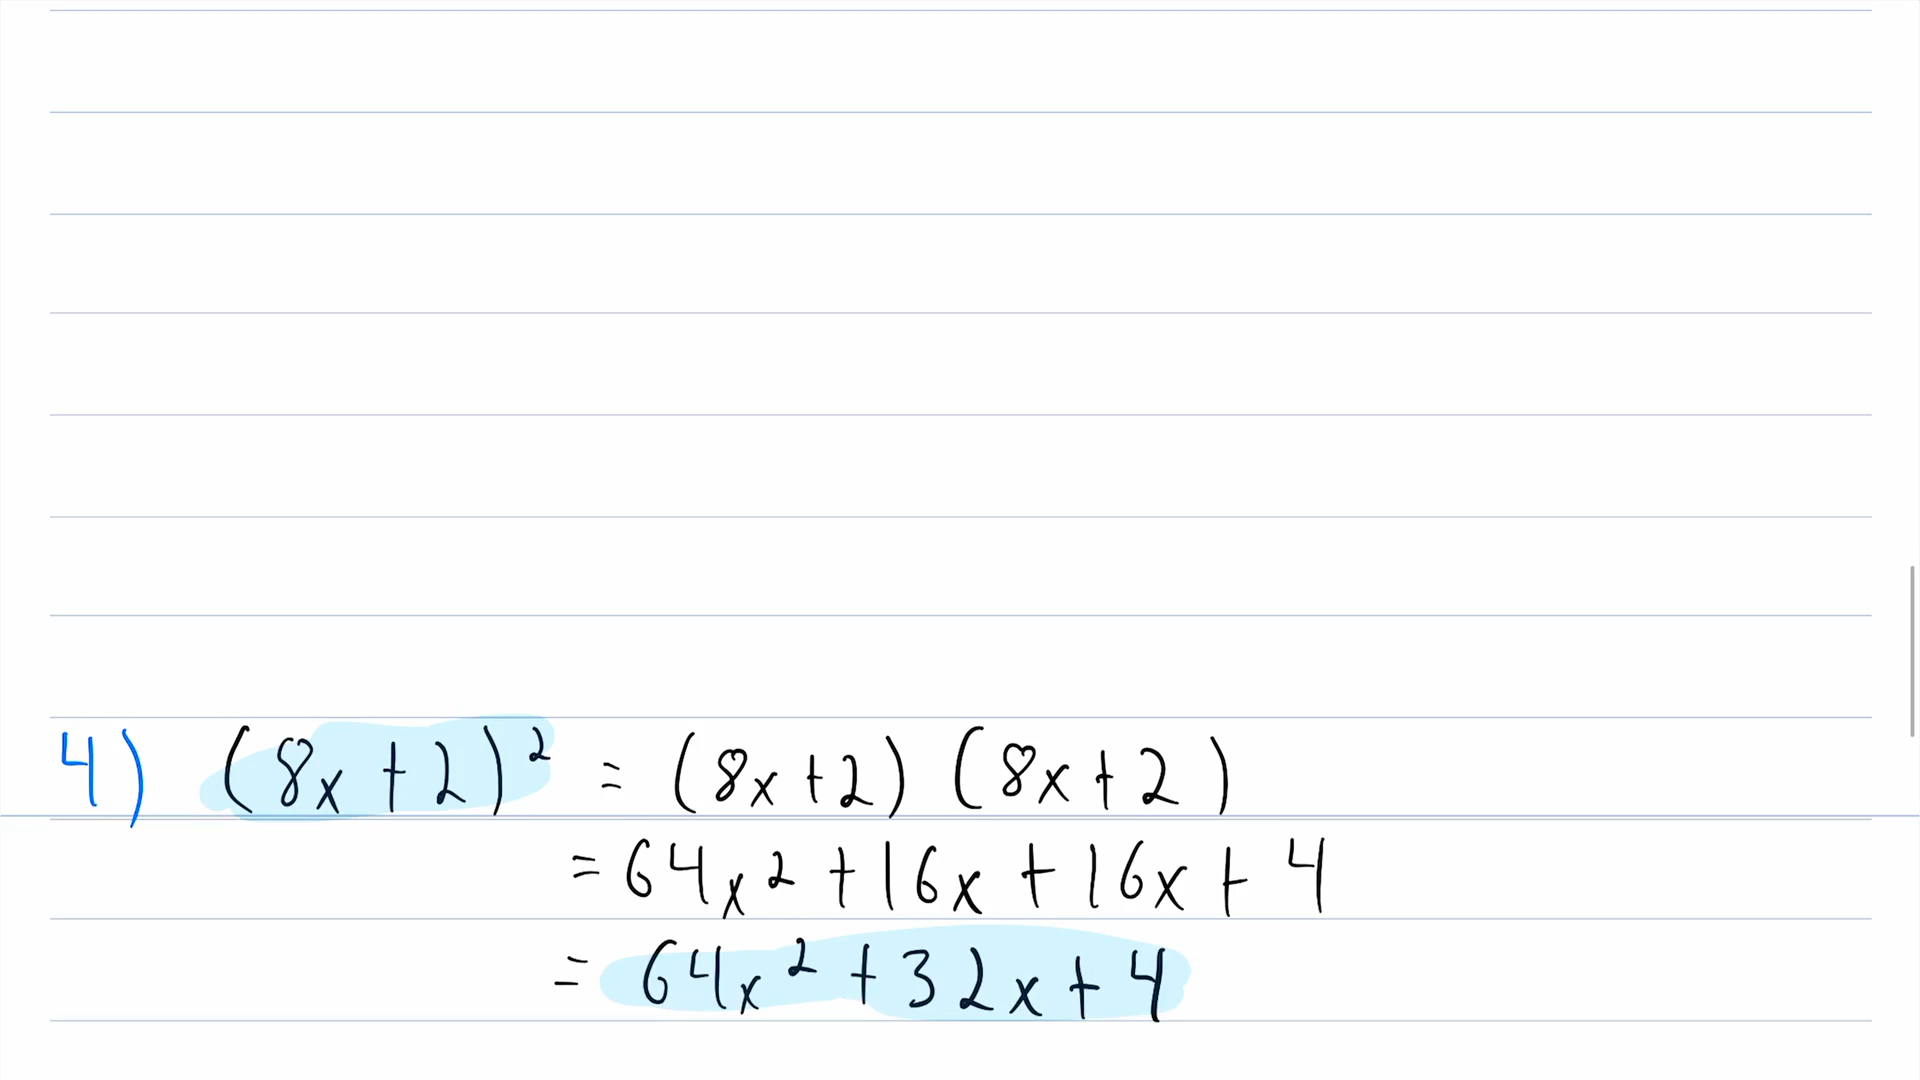 4) (8x + 2)² = (8x + 2) (8x + 2)
= 64x² + 16x + 16x + 4
= 64x² + 32x + 4